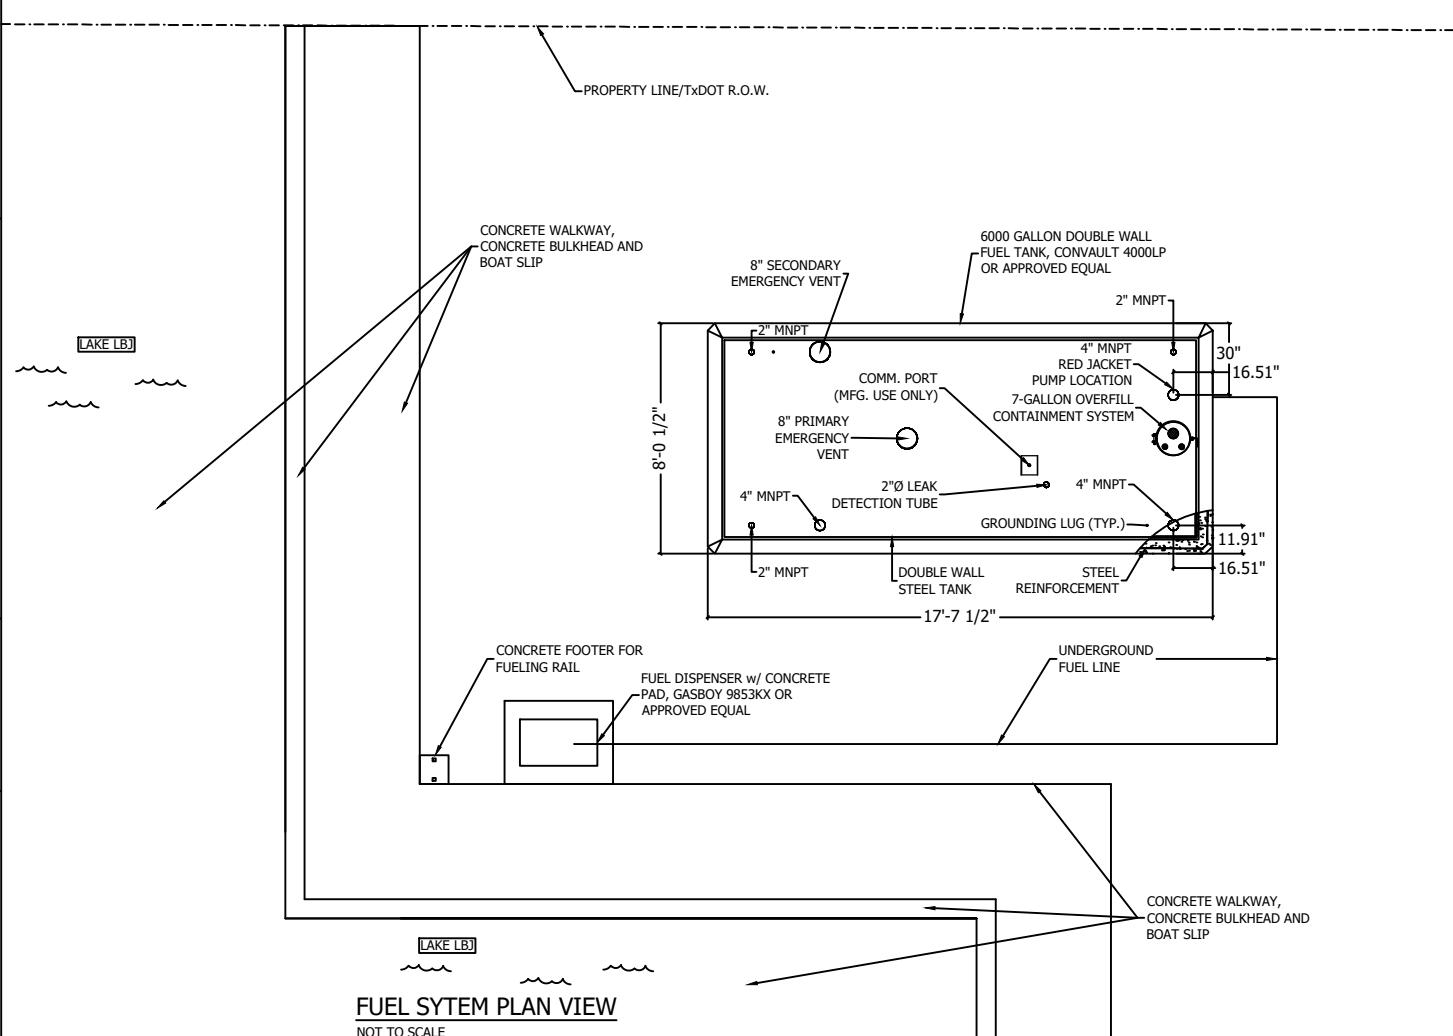 PROPERTY LINE/TxDOT R.O.W.
CONCRETE WALKWAY,
CONCRETE BULKHEAD AND
BOAT SLIP
6000 GALLON DOUBLE WALL
FUEL TANK, CONVAULT 4000LP
OR APPROVED EQUAL
8" SECONDARY
EMERGENCY VENT
2" MNPT
2" MNPT
LAKE LBJ
4" MNPT
RED JACKET
PUMP LOCATION
30"
16.51"
COMM. PORT
(MFG. USE ONLY)
7-GALLON OVERFILL
CONTAINMENT SYSTEM
8'-0 1/2"
8" PRIMARY
EMERGENCY
VENT
2"Ø LEAK
DETECTION TUBE
4" MNPT
4" MNPT
GROUNDING LUG (TYP.)
11.91"
16.51"
2" MNPT
DOUBLE WALL
STEEL TANK
STEEL
REINFORCEMENT
17'-7 1/2"
CONCRETE FOOTER FOR
FUELING RAIL
UNDERGROUND
FUEL LINE
FUEL DISPENSER w/ CONCRETE
PAD, GASBOY 9853KX OR
APPROVED EQUAL
CONCRETE WALKWAY,
CONCRETE BULKHEAD AND
BOAT SLIP
LAKE LBJ
FUEL SYTEM PLAN VIEW
NOT TO SCALE